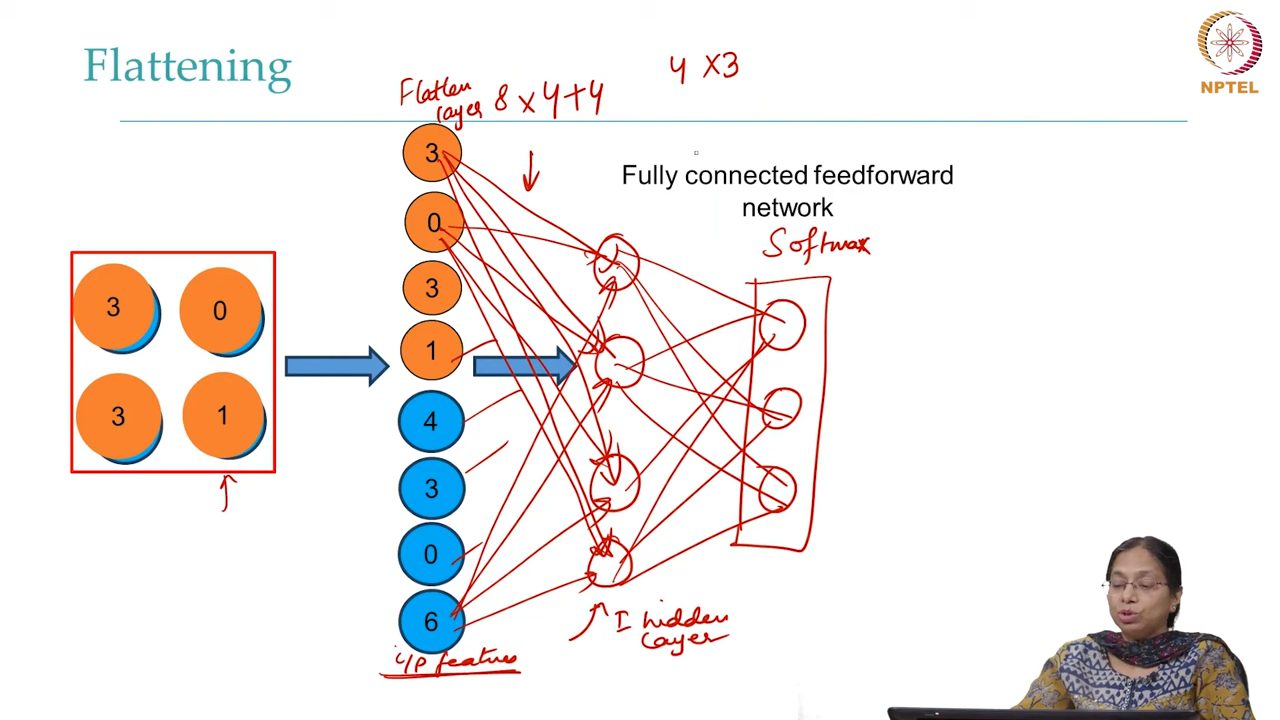 Flattening
NPTEL
4 X3
Flatten
layer 8 x 4+4
3
0
3
1
4
3
0
6
i/p features
3 0
3 1
Fully connected feedforward
network
Softmax
I hidden
layer